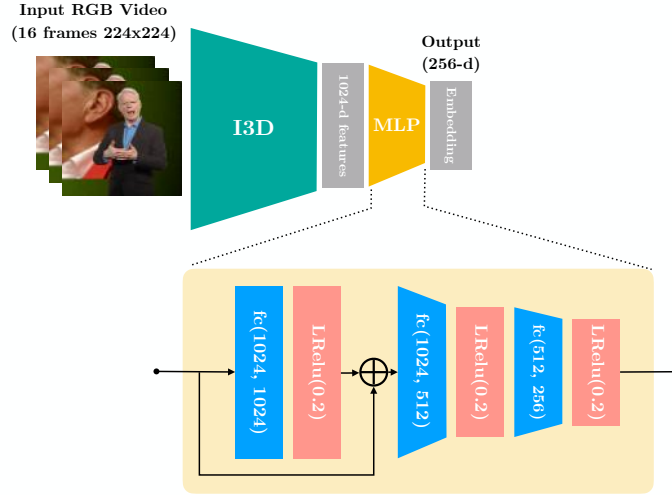 Input RGB Video
(16 frames 224x224)
I3D
1024-d features
MLP
Output
(256-d)
Embedding
fc(1024, 1024)
LRelu(0.2)
fc(1024, 512)
LRelu(0.2)
fc(512, 256)
LRelu(0.2)